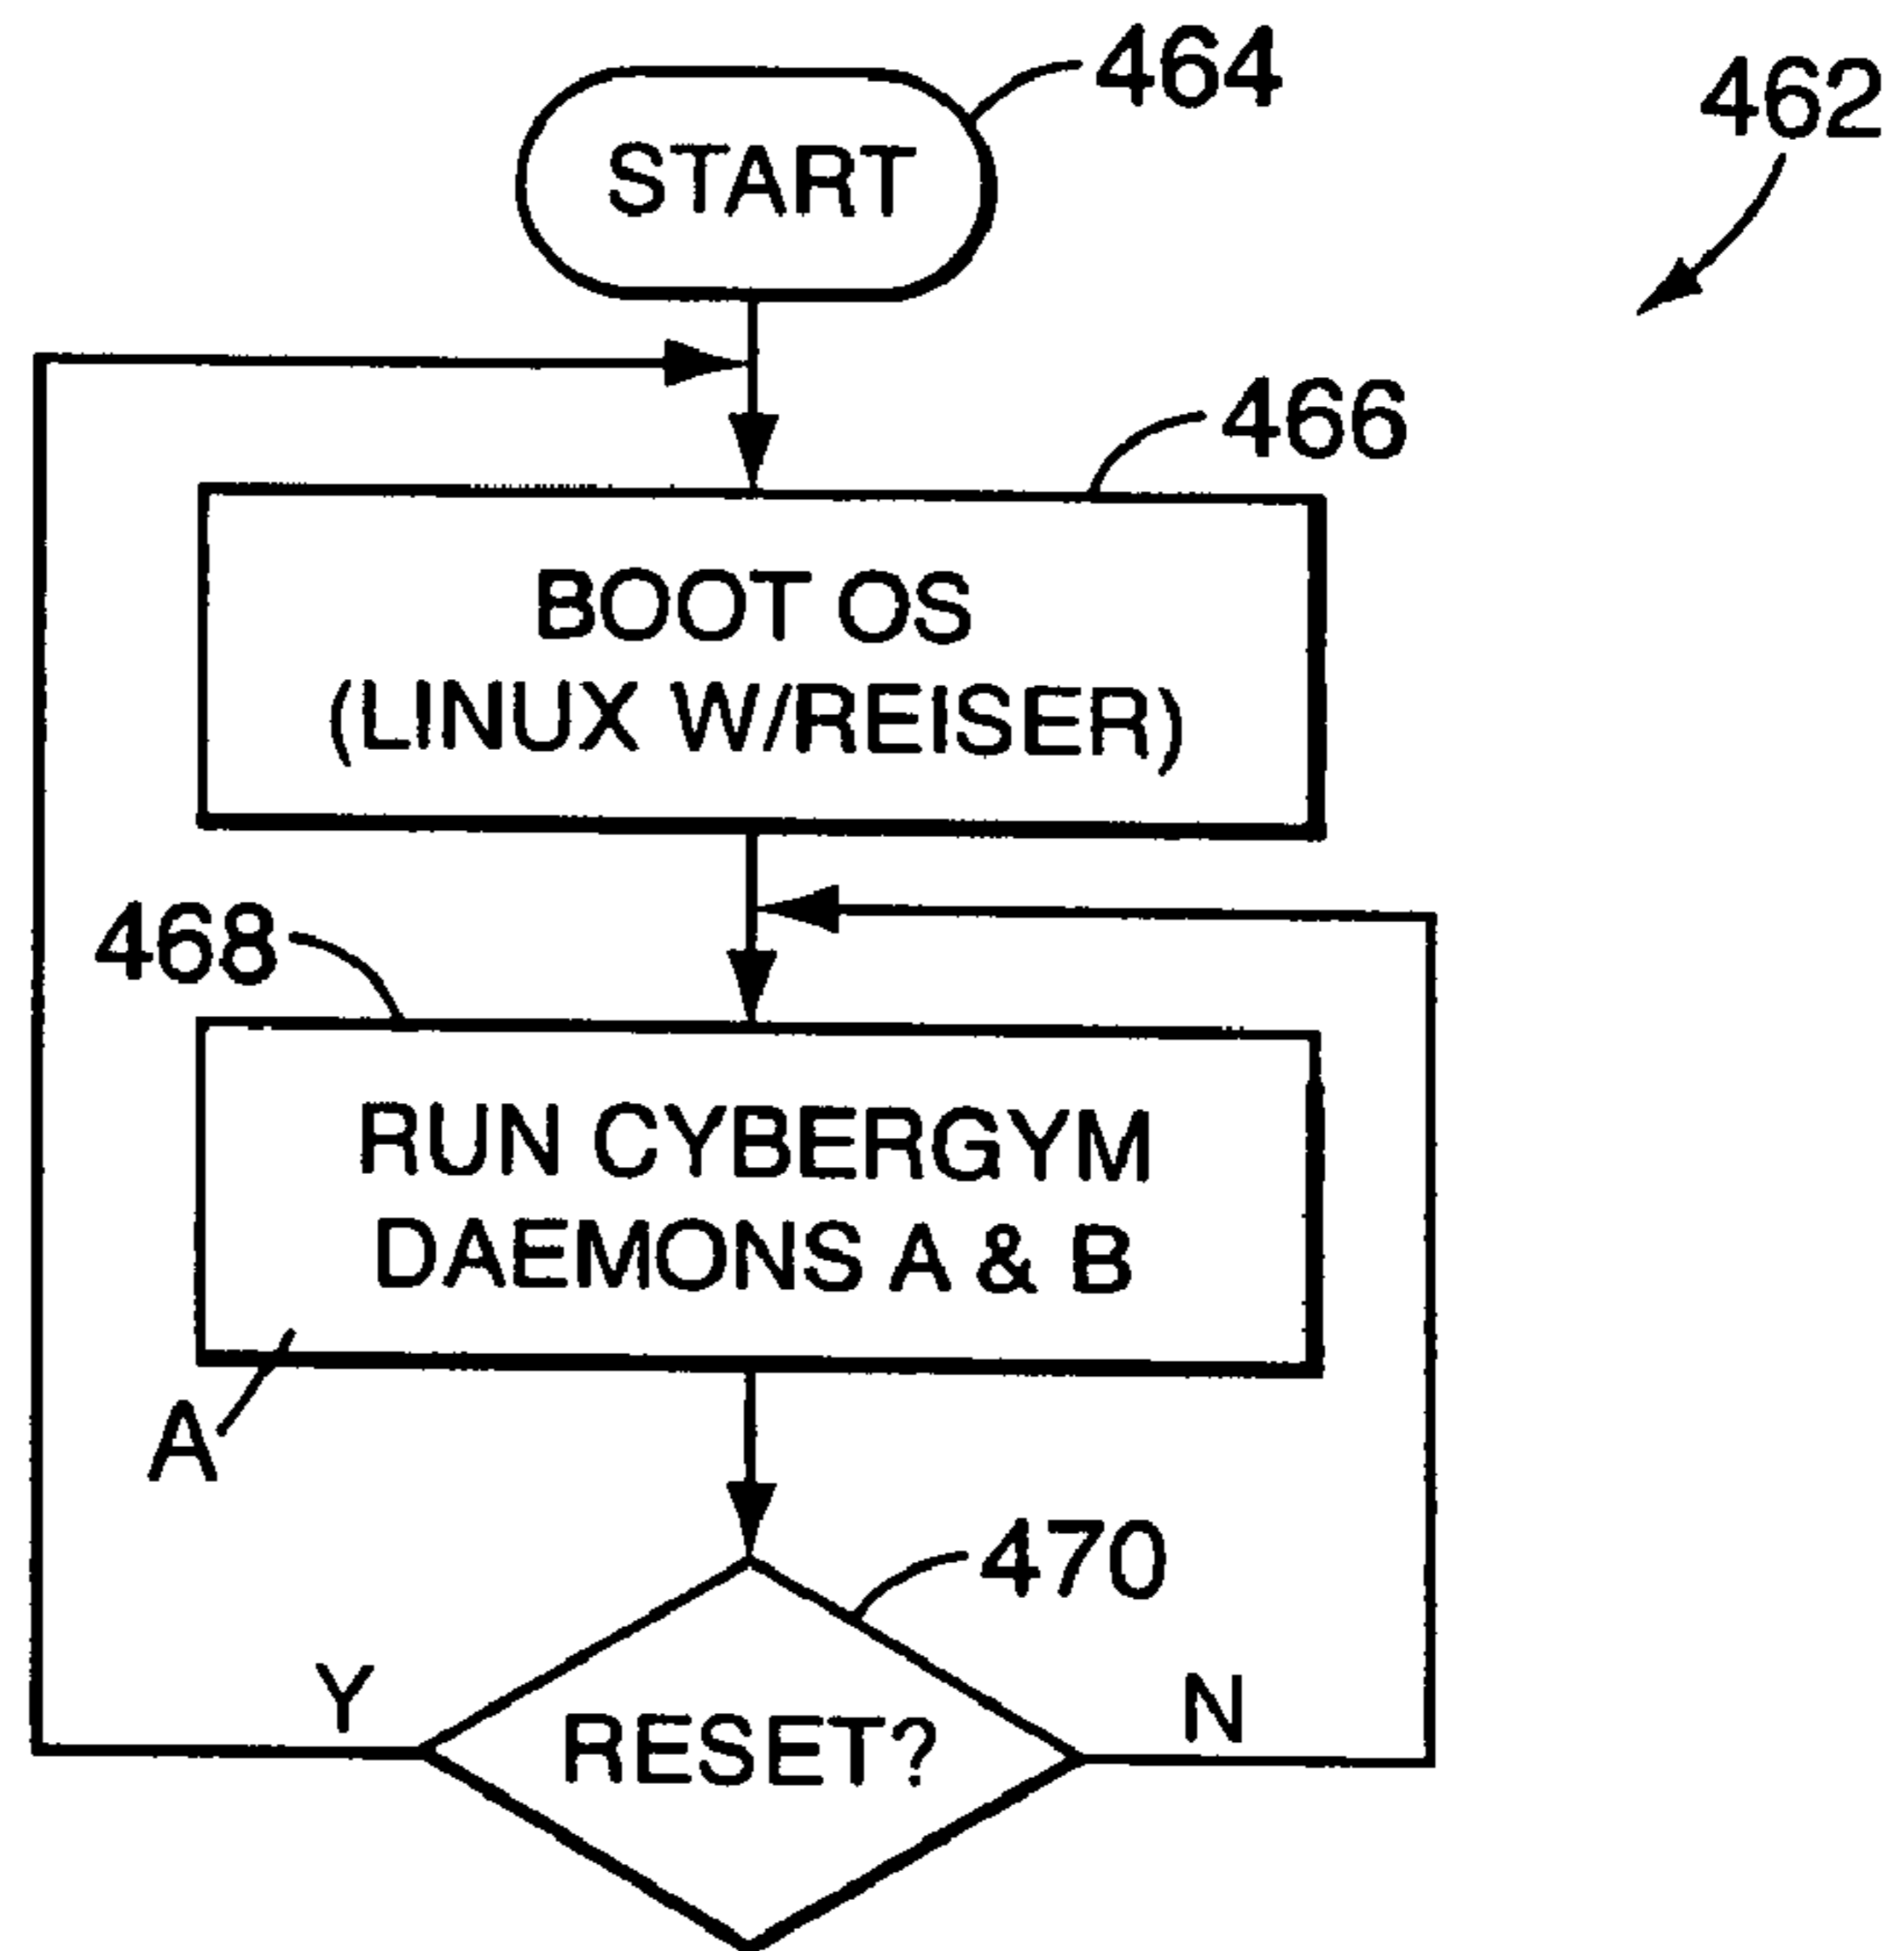 464
462
START
466
BOOT OS
(LINUX W/REISER)
468
RUN CYBERGYM
DAEMONS A & B
A
470
Y
N
RESET?